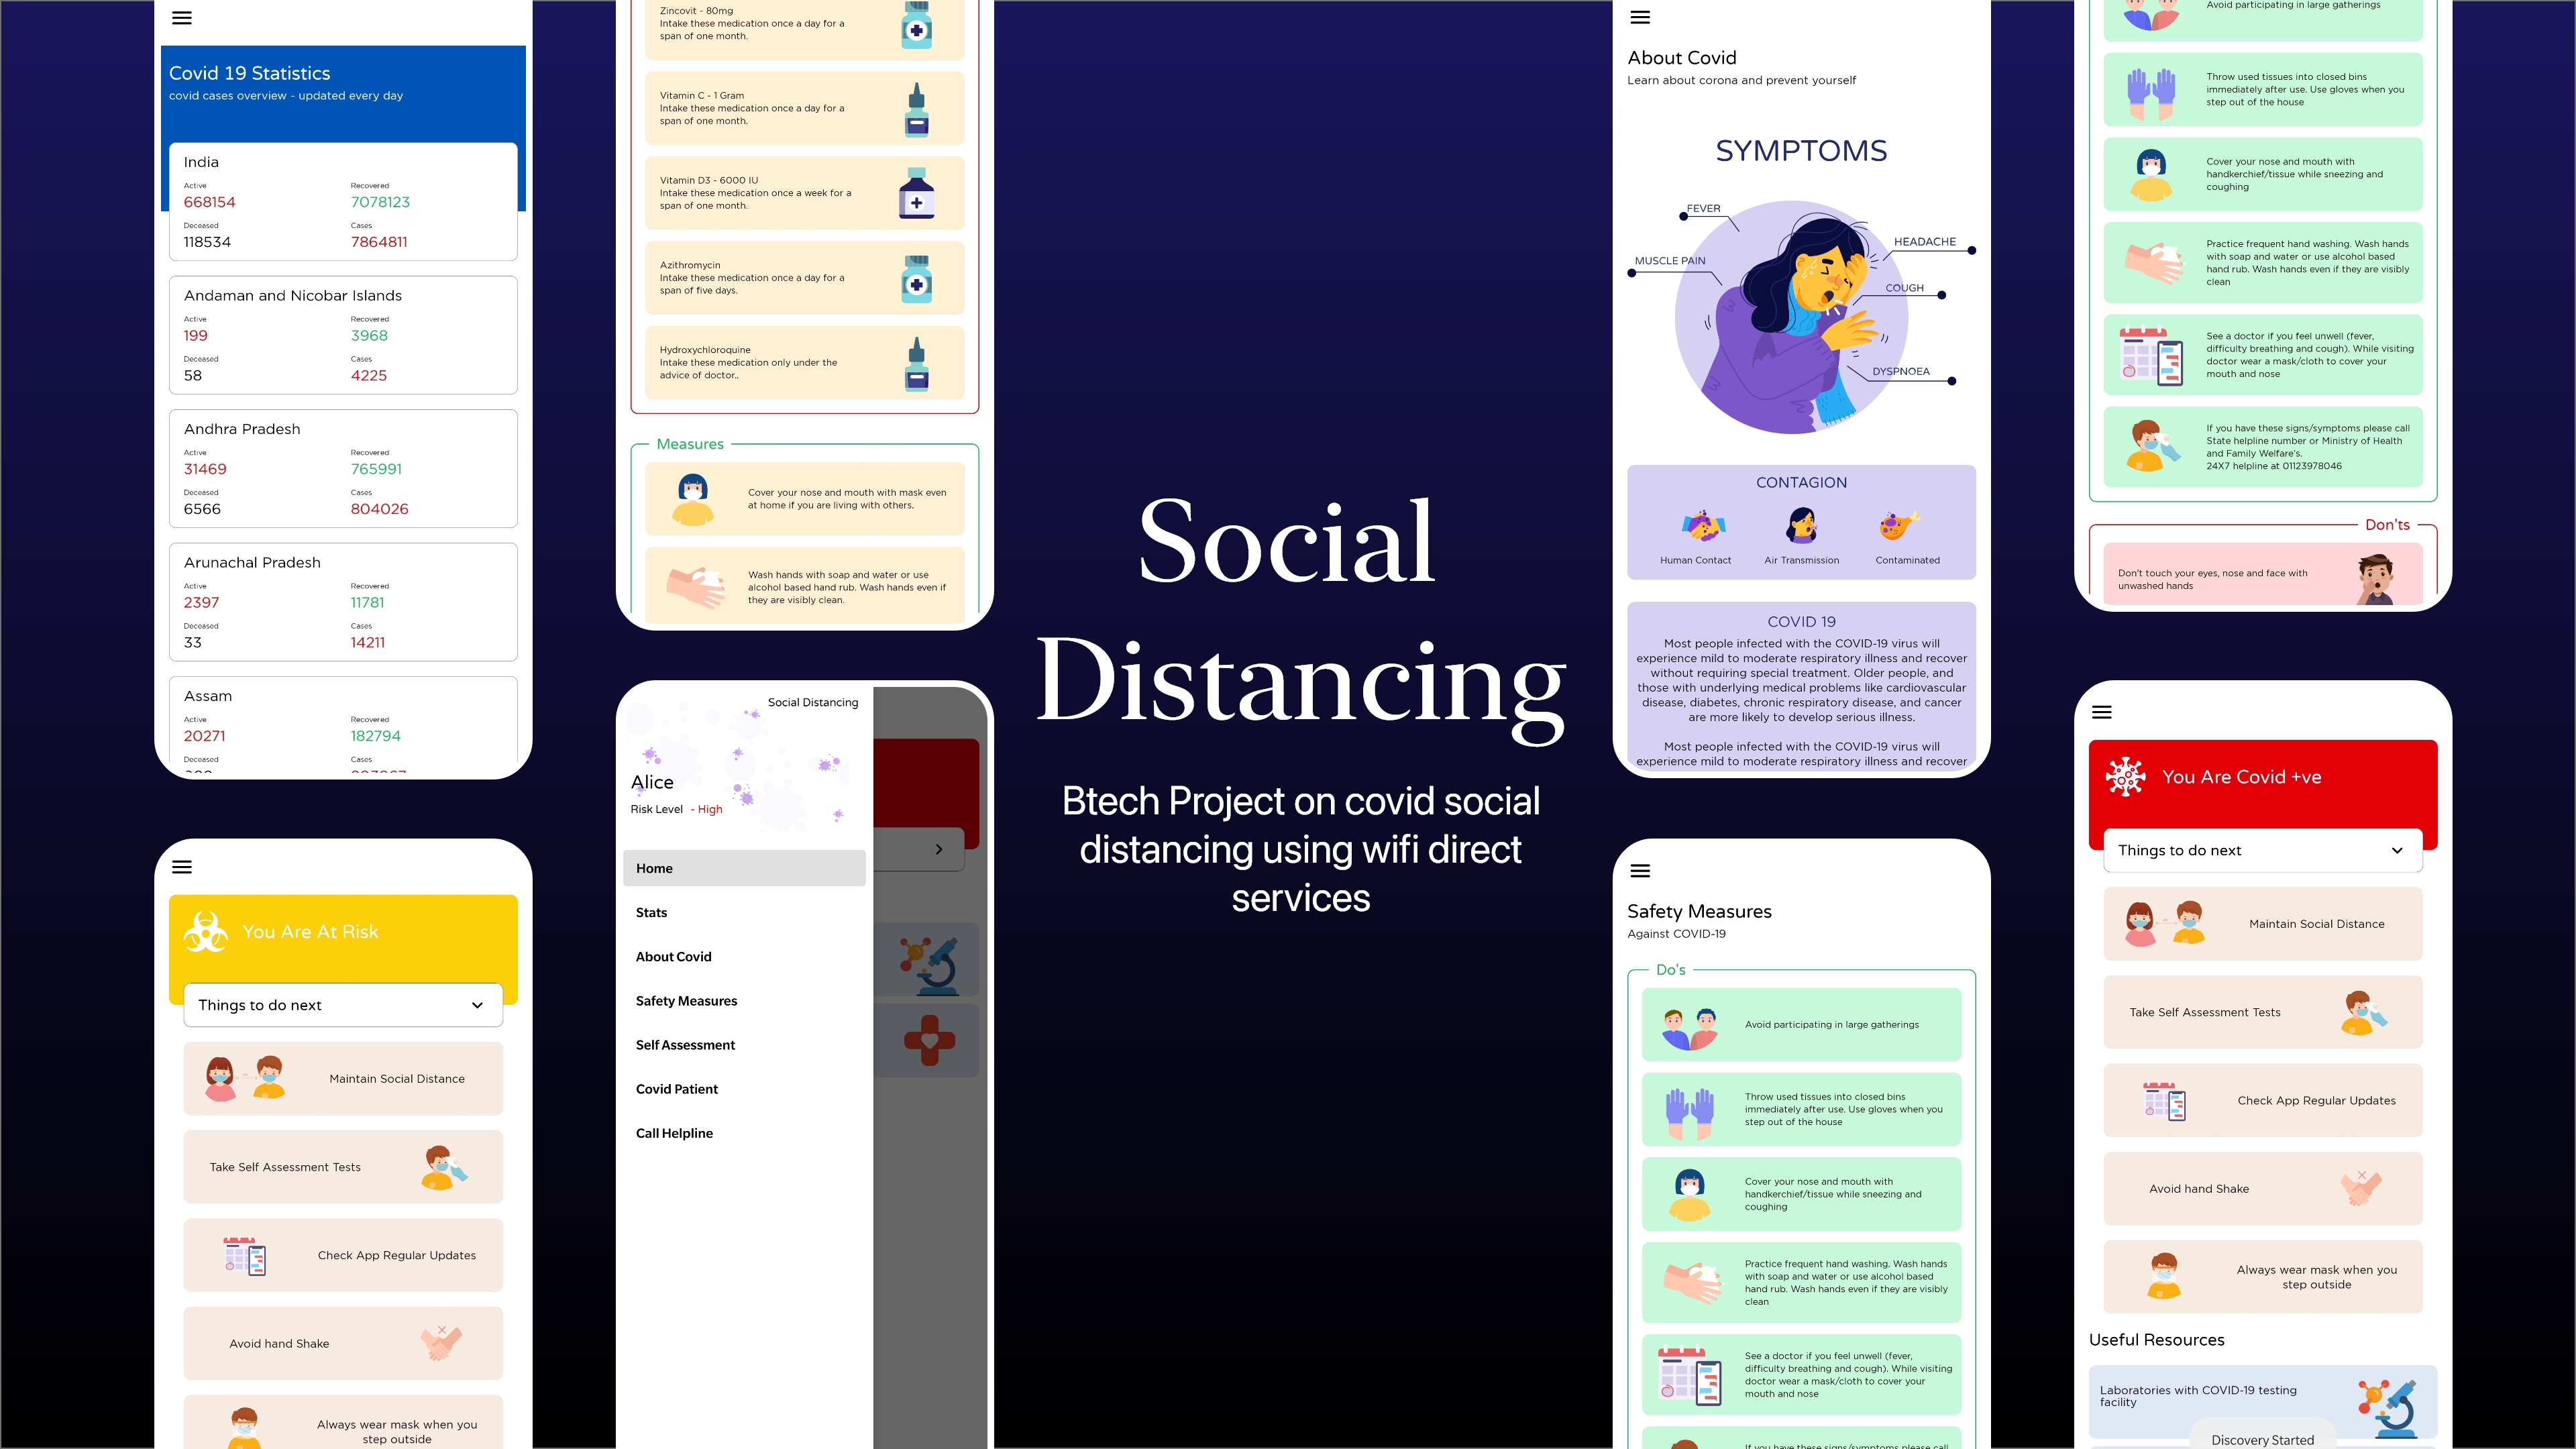 Covid 19 Statistics
covid cases overview - updated every day
India
Active
Recovered
668154
7078123
Deceased
Cases
118534
7864811
Andaman and Nicobar Islands
Active
Recovered
199
3968
Deceased
Cases
58
4225
Andhra Pradesh
Active
Recovered
31469
765991
Deceased
Cases
6566
804026
Arunachal Pradesh
Active
Recovered
2397
11781
Deceased
Cases
33
14211
Assam
Active
Recovered
20271
182794
Deceased
Cases
You Are At Risk
Things to do next
Maintain Social Distance
Take Self Assessment Tests
Check App Regular Updates
Avoid hand Shake
Always wear mask when you
step outside
Zincovit - 80mg
Intake these medication once a day for a
span of one month.
Vitamin C - 1 Gram
Intake these medication once a day for a
span of one month.
Vitamin D3 - 6000 IU
Intake these medication once a week for a
span of one month.
Azithromycin
Intake these medication once a day for a
span of five days.
Hydroxychloroquine
Intake these medication only under the
advice of doctor..
Measures
Cover your nose and mouth with mask even
at home if you are living with others.
Wash hands with soap and water or use
alcohol based hand rub. Wash hands even if
they are visibly clean.
Social Distancing
Alice
Risk Level - High
Home
Stats
About Covid
Safety Measures
Self Assessment
Covid Patient
Call Helpline
Social
Distancing
Btech Project on covid social
distancing using wifi direct
services
About Covid
Learn about corona and prevent yourself
SYMPTOMS
FEVER
HEADACHE
MUSCLE PAIN
COUGH
DYSPNOEA
CONTAGION
Human Contact
Air Transmission
Contaminated
COVID 19
Most people infected with the COVID-19 virus will
experience mild to moderate respiratory illness and recover
without requiring special treatment. Older people, and
those with underlying medical problems like cardiovascular
disease, diabetes, chronic respiratory disease, and cancer
are more likely to develop serious illness.
Most people infected with the COVID-19 virus will
experience mild to moderate respiratory illness and recover
Safety Measures
Against COVID-19
Do's
Avoid participating in large gatherings
Throw used tissues into closed bins
immediately after use. Use gloves when you
step out of the house
Cover your nose and mouth with
handkerchief/tissue while sneezing and
coughing
Practice frequent hand washing. Wash hands
with soap and water or use alcohol based
hand rub. Wash hands even if they are visibly
clean
See a doctor if you feel unwell (fever,
difficulty breathing and cough). While visiting
doctor wear a mask/cloth to cover your
mouth and nose
If you have these signs/symptoms please call
Avoid participating in large gatherings
Throw used tissues into closed bins
immediately after use. Use gloves when you
step out of the house
Cover your nose and mouth with
handkerchief/tissue while sneezing and
coughing
Practice frequent hand washing. Wash hands
with soap and water or use alcohol based
hand rub. Wash hands even if they are visibly
clean
See a doctor if you feel unwell (fever,
difficulty breathing and cough). While visiting
doctor wear a mask/cloth to cover your
mouth and nose
If you have these signs/symptoms please call
State helpline number or Ministry of Health
and Family Welfare's.
24X7 helpline at 01123978046
Don'ts
Don't touch your eyes, nose and face with
unwashed hands
You Are Covid +ve
Things to do next
Maintain Social Distance
Take Self Assessment Tests
Check App Regular Updates
Avoid hand Shake
Always wear mask when you
step outside
Useful Resources
Laboratories with COVID-19 testing
facility
Discovery Started